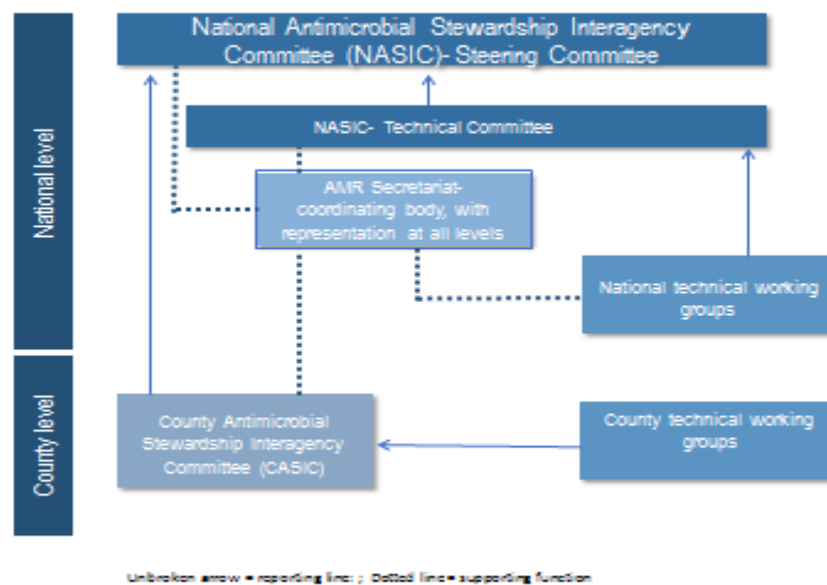 National Antimicrobial Stewardship Interagency
Committee (NASIC)- Steering Committee
NASIC- Technical Committee
AMR Secretariat-
coordinating body, with
representation at all levels
National level
National technical working
groups
County level
County Antimicrobial
Stewardship Interagency
Committee (CASIC)
County technical working
groups
Unbroken arrow = reporting line: ; Dotted line= supporting function